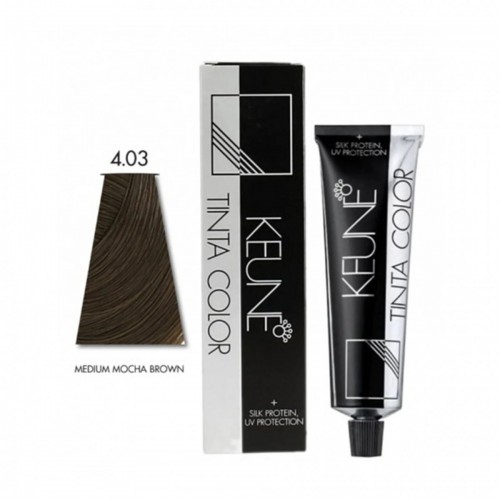 4.03
MEDIUM MOCHA BROWN
TINTA COLOR
KEUNE
+
SILK PROTEIN,
UV PROTECTION
+
SILK PROTEIN,
UV PROTECTION
KEUNE
TINTA COLOR